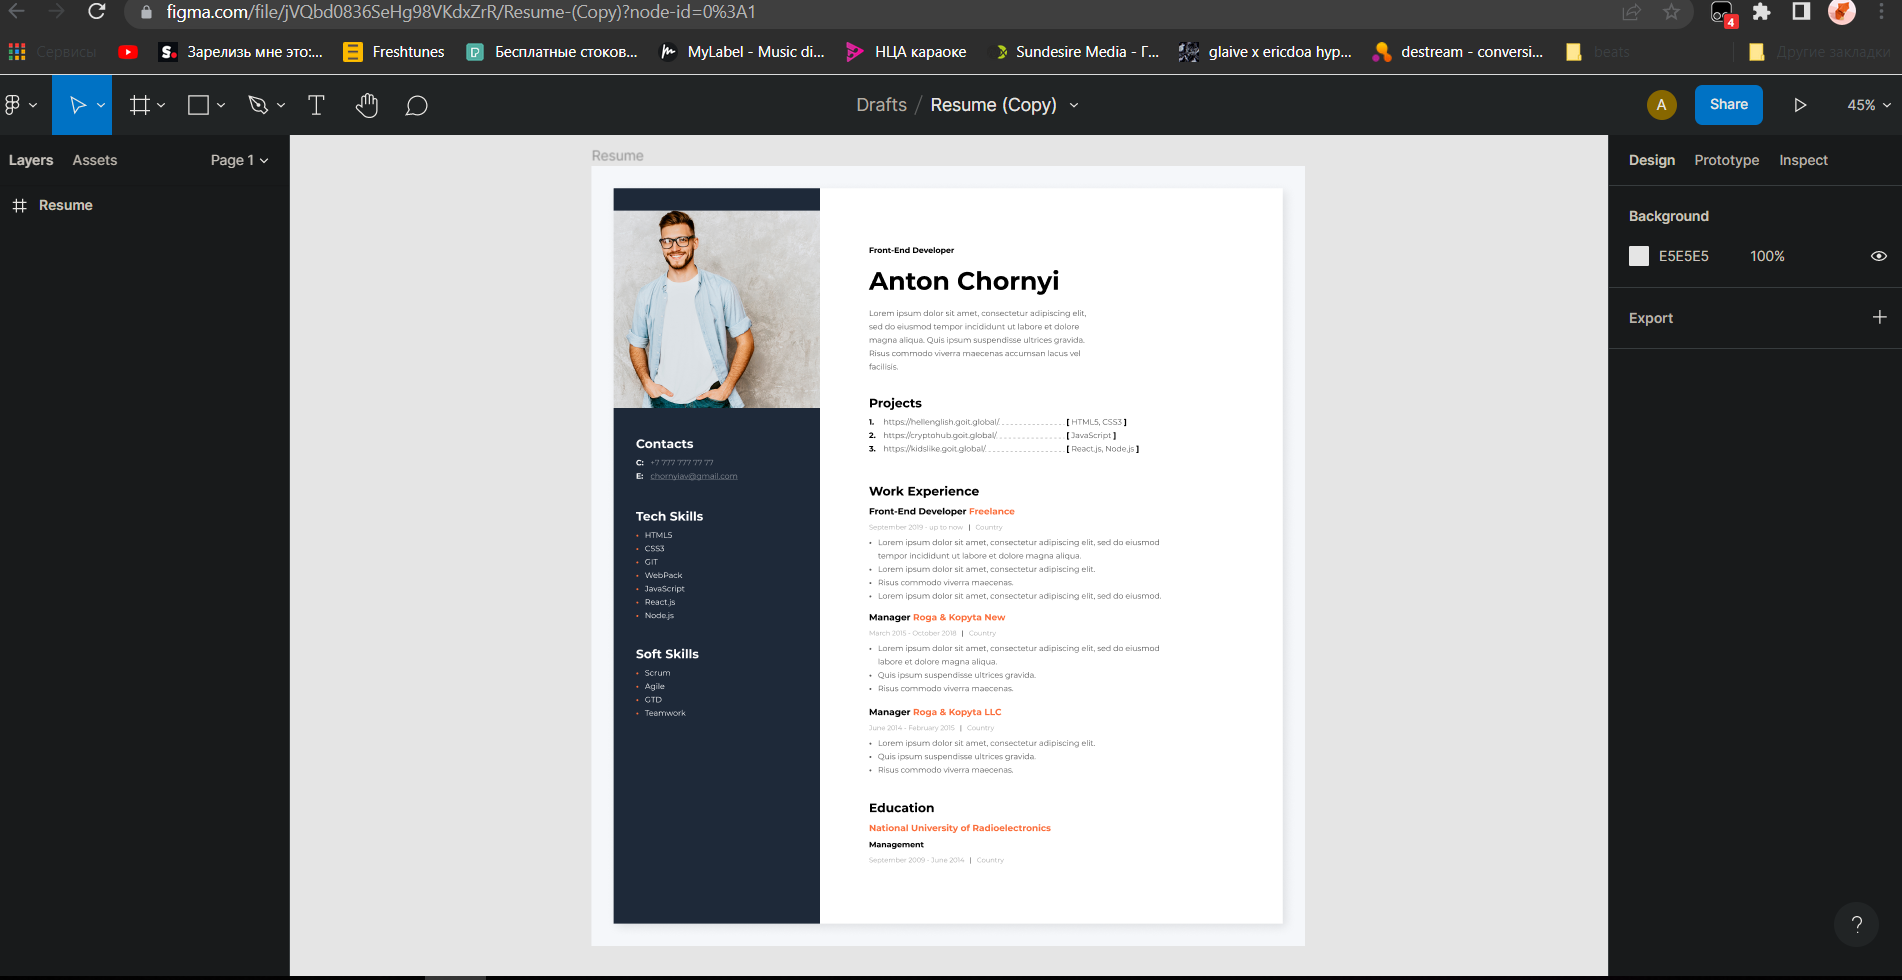 figma.com/file/jVQbd0836SeHg98VKdxZrR/Resume-(Copy)?node-id=0%3A1
4
Сервисы
Зарелизь мне это:...
Freshtunes
Бесплатные стоков...
MyLabel - Music di...
НЦА караоке
Sundesire Media - Г...
glaive x ericdoa hyp...
destream - conversi...
beats
Другие закладки
Drafts / Resume (Copy)
A
Share
45%
Layers
Assets
Page 1
Resume
Design
Prototype
Inspect
Background
E5E5E5 100%
Export
?
Resume
Contacts
C: +7 777 777 77 77
E: chornyiav@gmail.com
Tech Skills
• HTML5
• CSS3
• GIT
• WebPack
• JavaScript
• React.js
• Node.js
Soft Skills
• Scrum
• Agile
• GTD
• Teamwork
Front-End Developer
Anton Chornyi
Lorem ipsum dolor sit amet, consectetur adipiscing elit,
sed do eiusmod tempor incididunt ut labore et dolore
magna aliqua. Quis ipsum suspendisse ultrices gravida.
Risus commodo viverra maecenas accumsan lacus vel
facilisis.
Projects
1. https://hellenglish.goit.global/ [ HTML5, CSS3 ]
2. https://cryptohub.goit.global/ [ JavaScript ]
3. https://kidslike.goit.global/ [ React.js, Node.js ]
Work Experience
Front-End Developer Freelance
September 2019 - up to now | Country
• Lorem ipsum dolor sit amet, consectetur adipiscing elit, sed do eiusmod
tempor incididunt ut labore et dolore magna aliqua.
• Lorem ipsum dolor sit amet, consectetur adipiscing elit.
• Risus commodo viverra maecenas.
• Lorem ipsum dolor sit amet, consectetur adipiscing elit, sed do eiusmod.
Manager Roga & Kopyta New
March 2015 - October 2018 | Country
• Lorem ipsum dolor sit amet, consectetur adipiscing elit, sed do eiusmod
labore et dolore magna aliqua.
• Quis ipsum suspendisse ultrices gravida.
• Risus commodo viverra maecenas.
Manager Roga & Kopyta LLC
June 2014 - February 2015 | Country
• Lorem ipsum dolor sit amet, consectetur adipiscing elit.
• Quis ipsum suspendisse ultrices gravida.
• Risus commodo viverra maecenas.
Education
National University of Radioelectronics
Management
September 2009 - June 2014 | Country